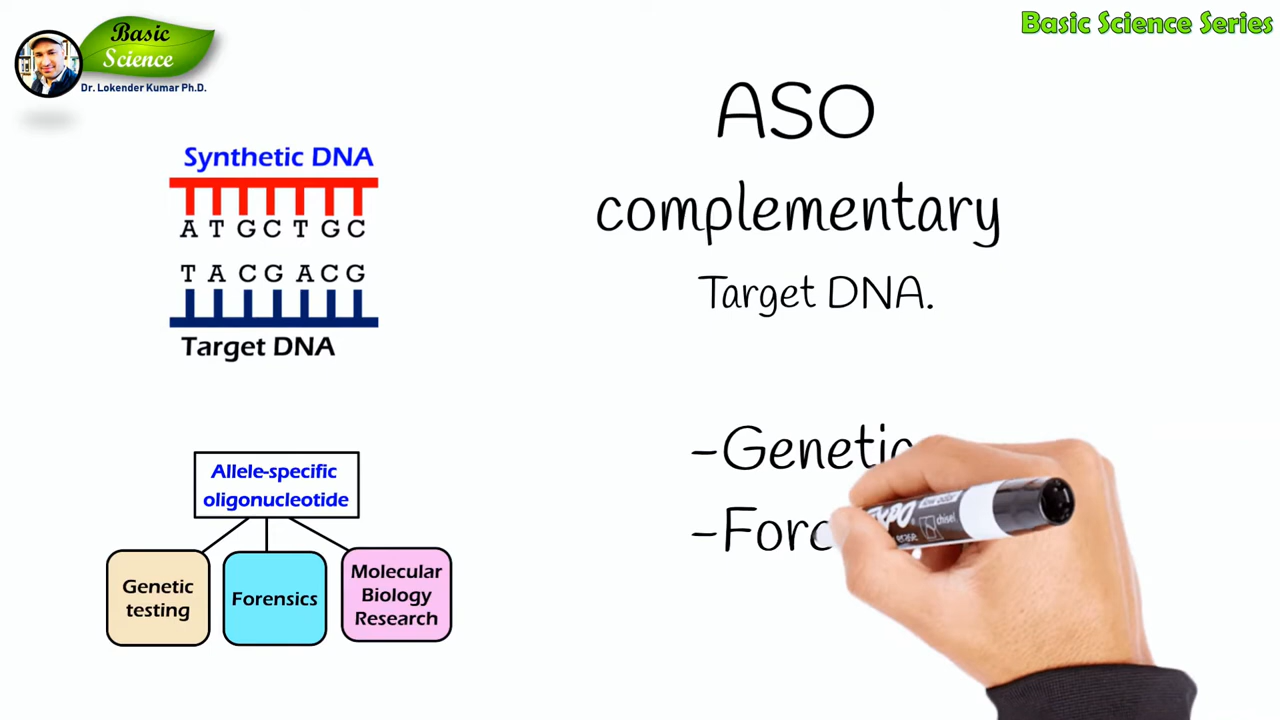 Basic
Science
Dr. Lokender Kumar Ph.D.
Basic Science Series
Synthetic DNA
A T G C T G C
T A C G A C G
Target DNA
Allele-specific
oligonucleotide
Genetic
testing
Forensics
Molecular
Biology
Research
ASO
complementary
Target DNA.
-Genetic
chisel